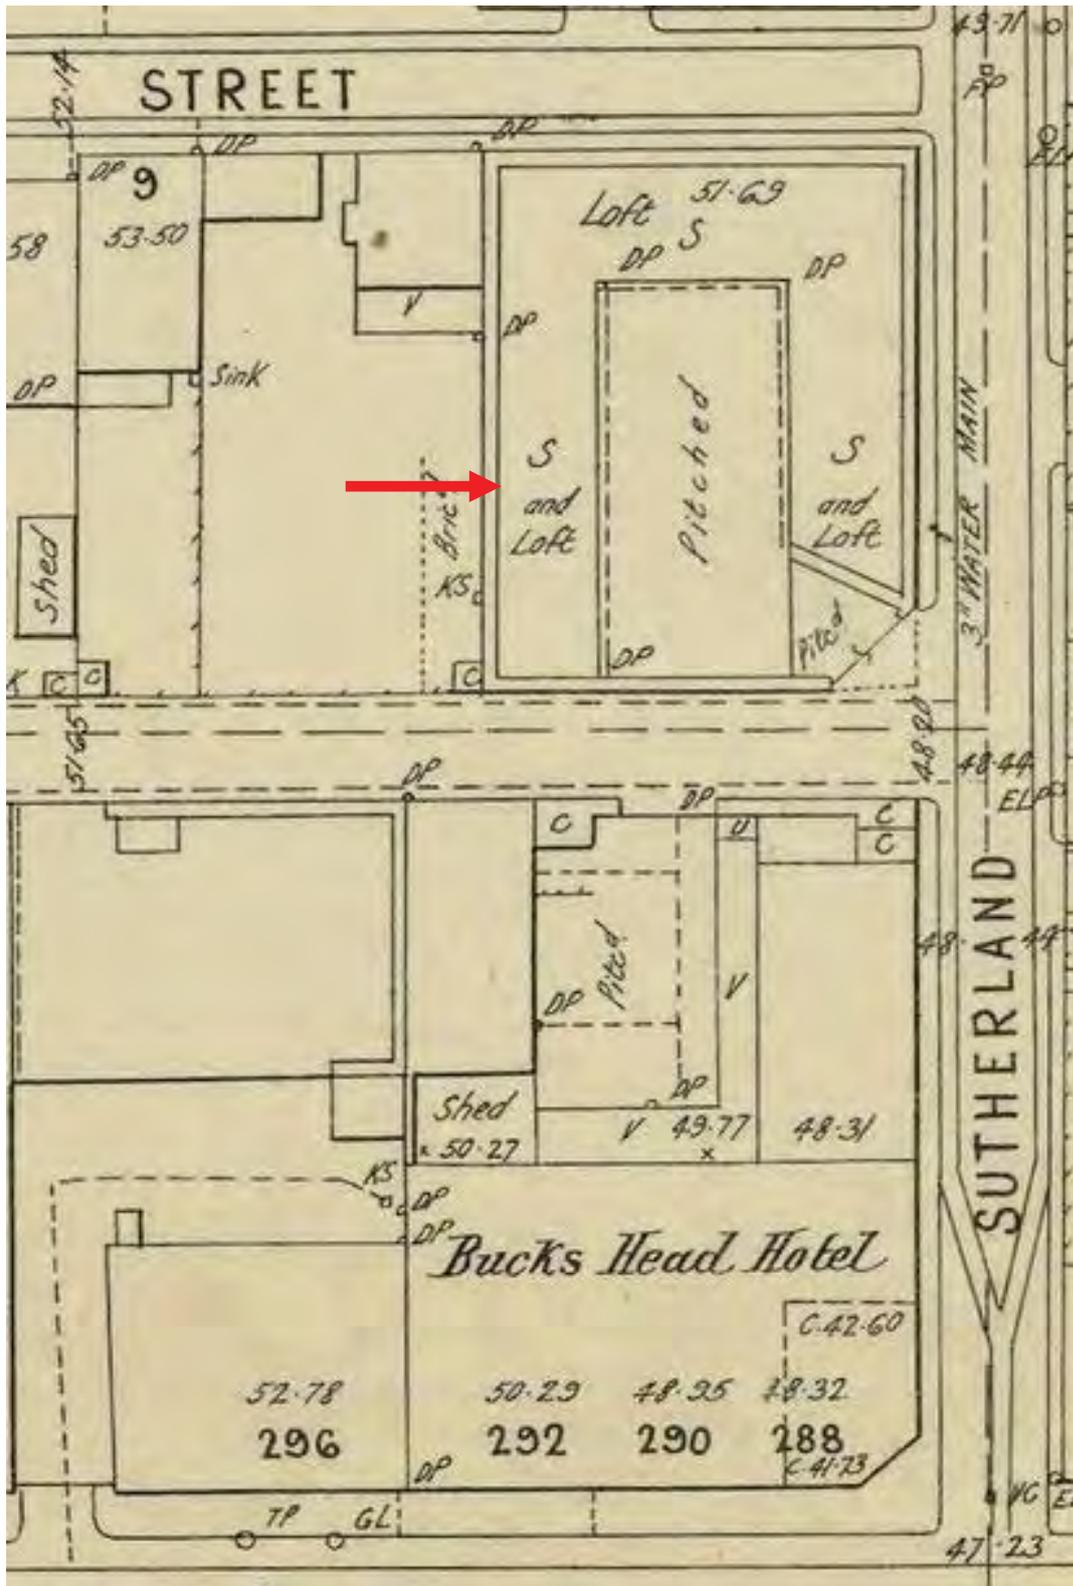 43·71
52·14
STREET
FP
DP
DP
EL
DP
9
51·69
Loft
S
58
53·50
DP
DP
V
DP
DP
Sink
3" WATER MAIN
Pitched
S
and
Loft
S
and
Loft
Shed
KS
Pitcd
DP
K
C
C
C
51·65
48·20
48·44
DP
DP
ELP
C
U
C
C
SUTHERLAND
48·
44
Pitcd
V
DP
DP
Shed
V
49·77
48·31
× 50·27
×
KS
DP
DP
Bucks Head Hotel
C·42·60
52·78
50·29
48·32
296
292
290
288
DP
C·41·73
TP
GL
VC
47·23